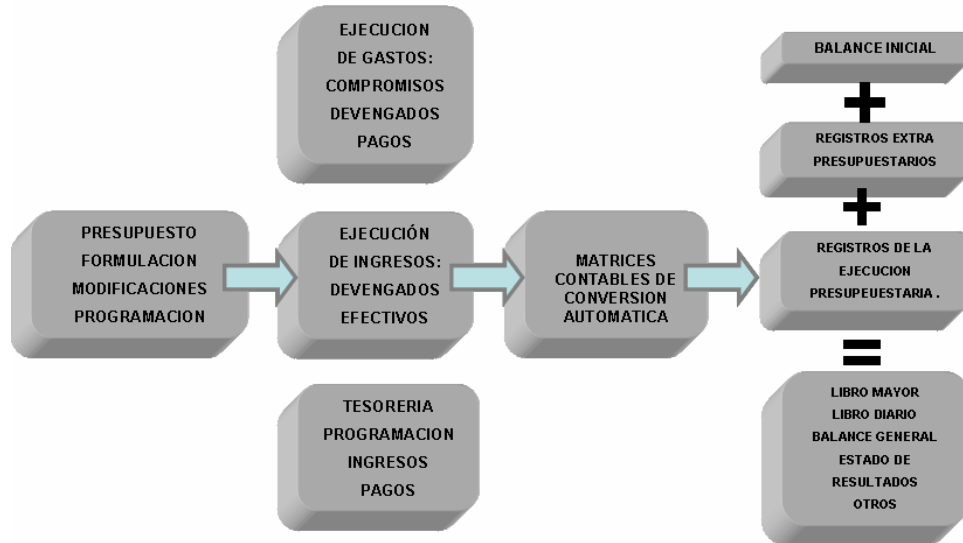 PRESUPUESTO
FORMULACION
MODIFICACIONES
PROGRAMACION
EJECUCION
DE GASTOS:
COMPROMISOS
DEVENGADOS
PAGOS
EJECUCIÓN
DE INGRESOS:
DEVENGADOS
EFECTIVOS
TESORERIA
PROGRAMACION
INGRESOS
PAGOS
MATRICES
CONTABLES DE
CONVERSION
AUTOMATICA
BALANCE INICIAL
+
REGISTROS EXTRA
PRESUPUESTARIOS
+
REGISTROS DE LA
EJECUCION
PRESUPEUESTARIA .
=
LIBRO MAYOR
LIBRO DIARIO
BALANCE GENERAL
ESTADO DE
RESULTADOS
OTROS